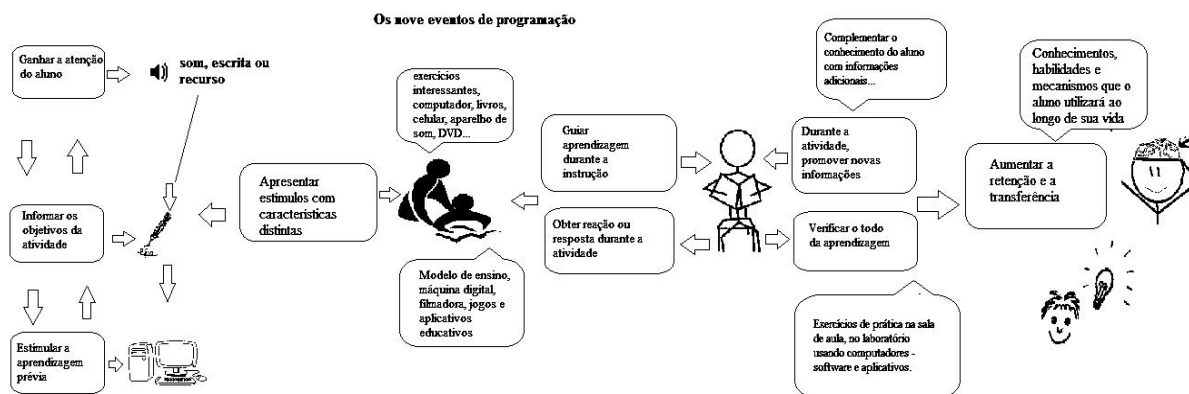 Os nove eventos de programação
Ganhar a atenção
do aluno
som, escrita ou
recurso
Informar os
objetivos da
atividade
Estimular a
aprendizagem
prévia
Apresentar
estímulos com
características
distintas
exercícios
interessantes,
computador, livros,
celular, aparelho de
som, DVD...
Modelo de ensino,
máquina digital,
filmadora, jogos e
aplicativos
educativos
Guiar
aprendizagem
durante a
instrução
Obter reação ou
resposta durante a
atividade
Complementar o
conhecimento do aluno
com informações
adicionais...
Durante a
atividade,
promover novas
informações
Verificar o todo
da aprendizagem
Exercícios de prática na sala
de aula, no laboratório
usando computadores -
software e aplicativos.
Conhecimentos,
habilidades e
mecanismos que o
aluno utilizará ao
longo de sua vida
Aumentar a
retenção e a
transferência